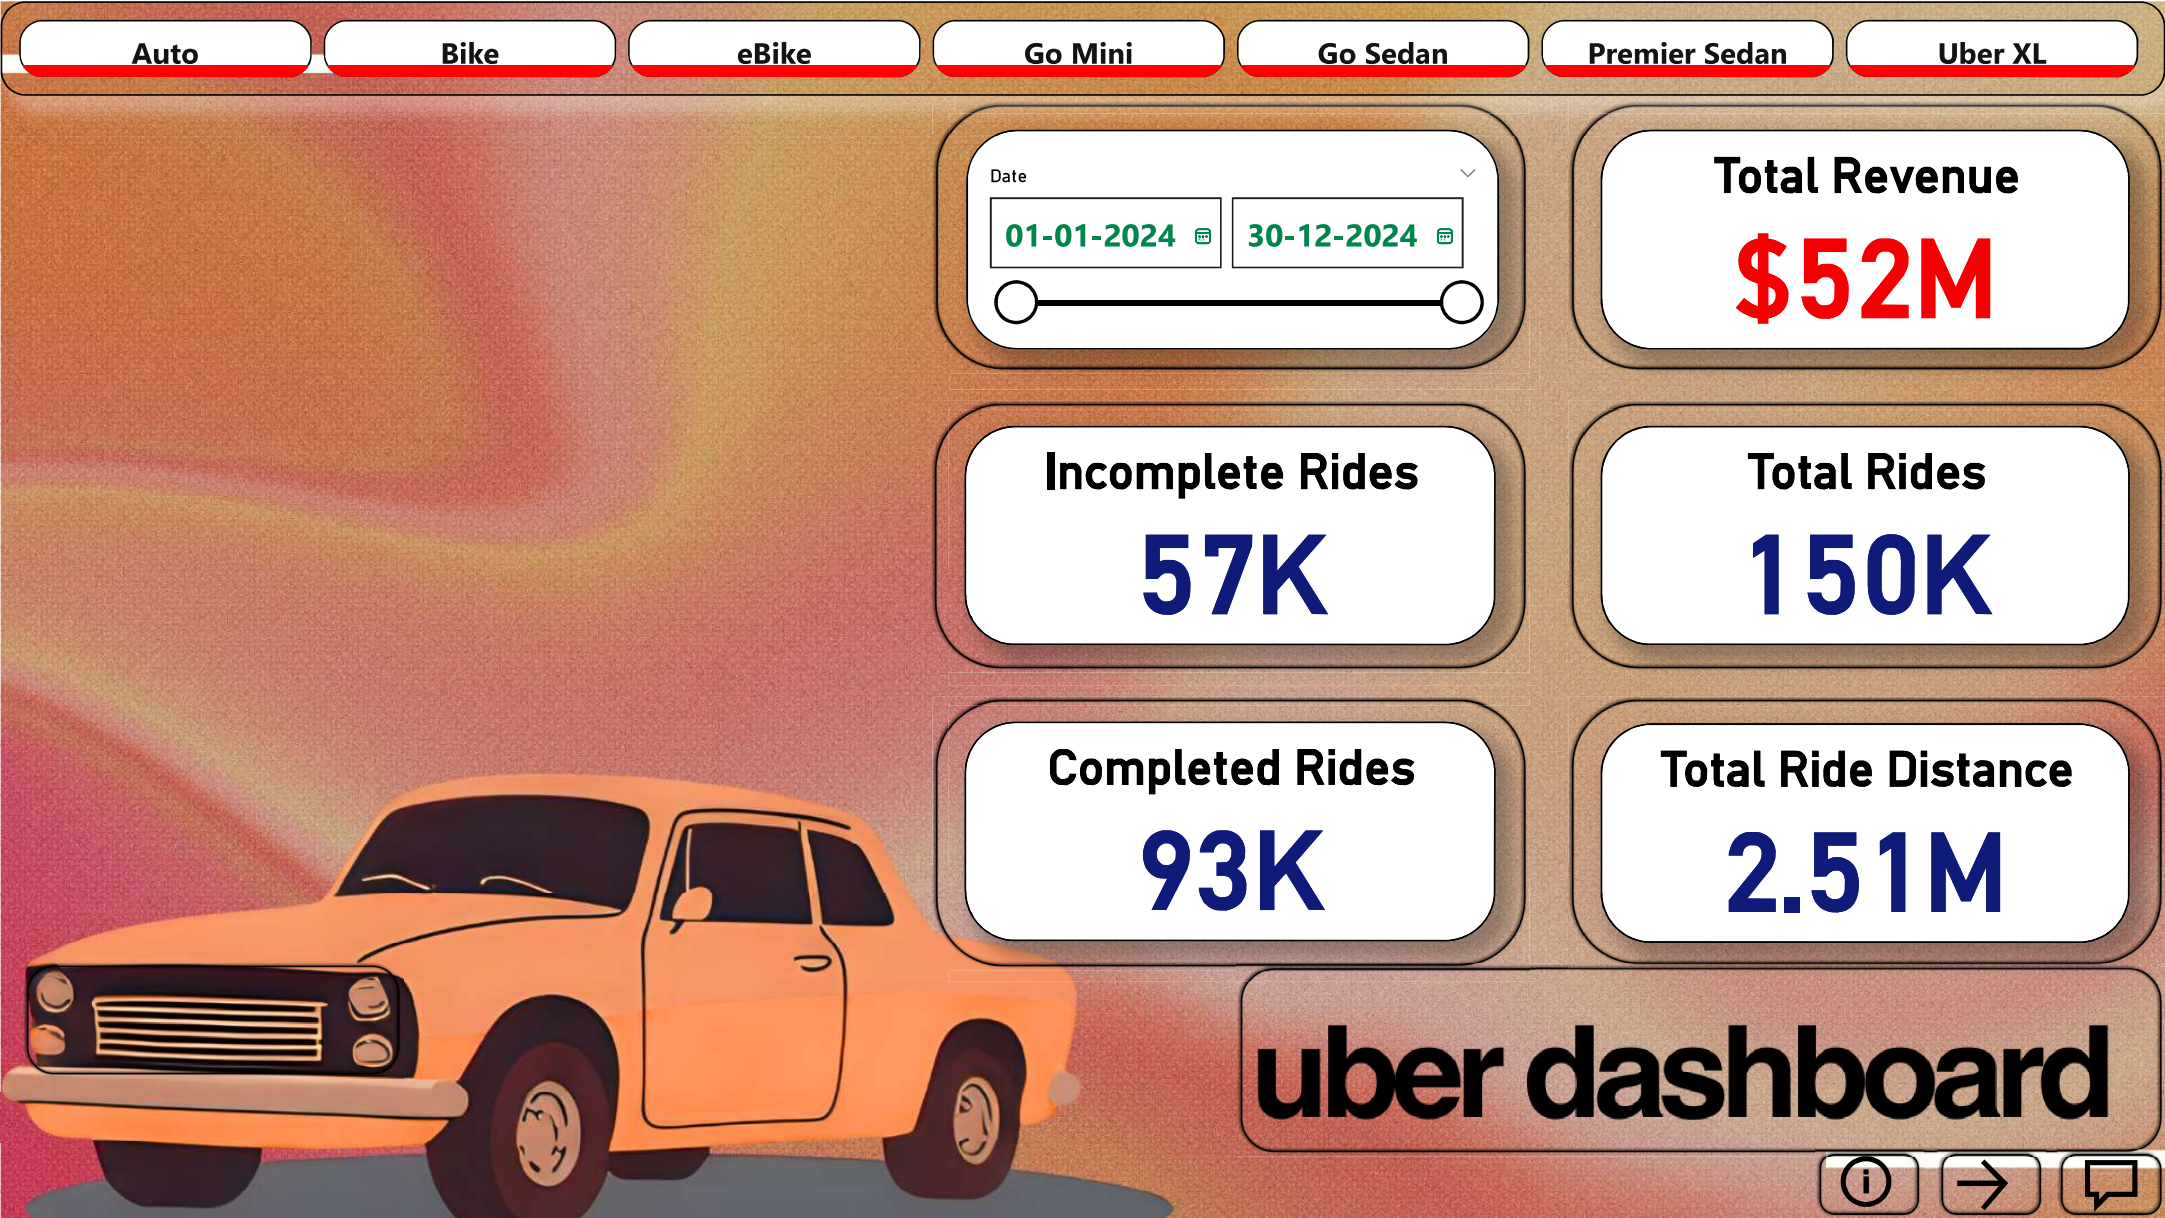 Auto
Bike
eBike
Go Mini
Go Sedan
Premier Sedan
Uber XL
Date
01-01-2024
30-12-2024
Total Revenue
$52M
Incomplete Rides
57K
Total Rides
150K
Completed Rides
93K
Total Ride Distance
2.51M
uber dashboard